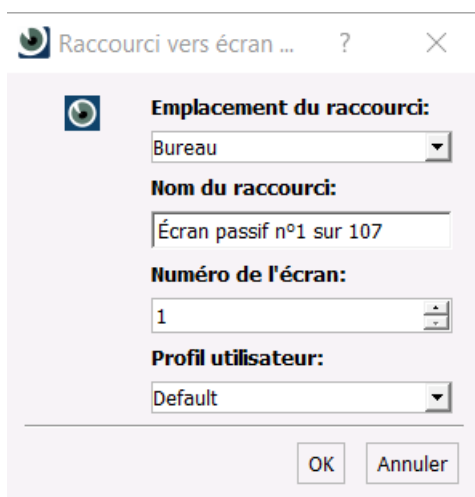 Raccourci vers écran ... ?
Emplacement du raccourci:
Bureau
Nom du raccourci:
Écran passif n°1 sur 107
Numéro de l'écran:
1
Profil utilisateur:
Default
OK Annuler